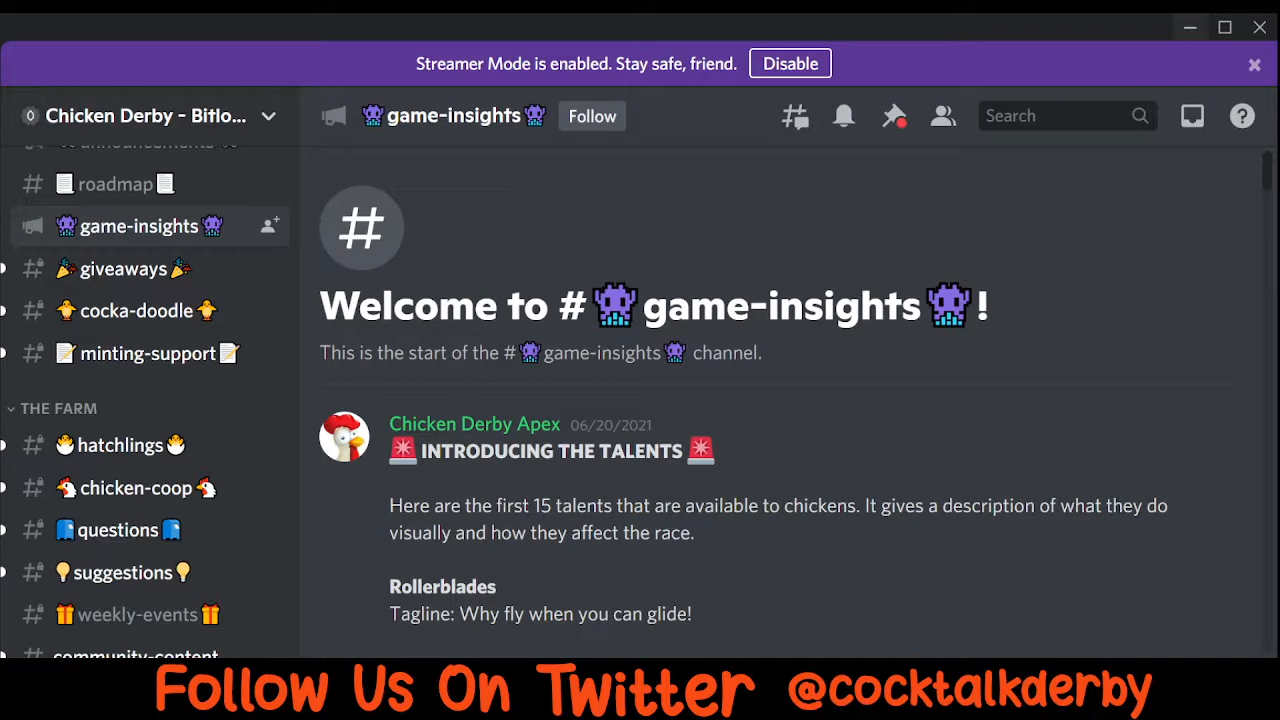 Streamer Mode is enabled. Stay safe, friend. Disable
Chicken Derby - Bitlo...
game-insights Follow
Search
announcements
roadmap
game-insights
giveaways
cocka-doodle
minting-support
THE FARM
hatchlings
chicken-coop
questions
suggestions
weekly-events
community-content
Welcome to # game-insights !
This is the start of the # game-insights channel.
Chicken Derby Apex 06/20/2021
INTRODUCING THE TALENTS
Here are the first 15 talents that are available to chickens. It gives a description of what they do
visually and how they affect the race.
Rollerblades
Tagline: Why fly when you can glide!
Follow Us On Twitter @cocktalkderby